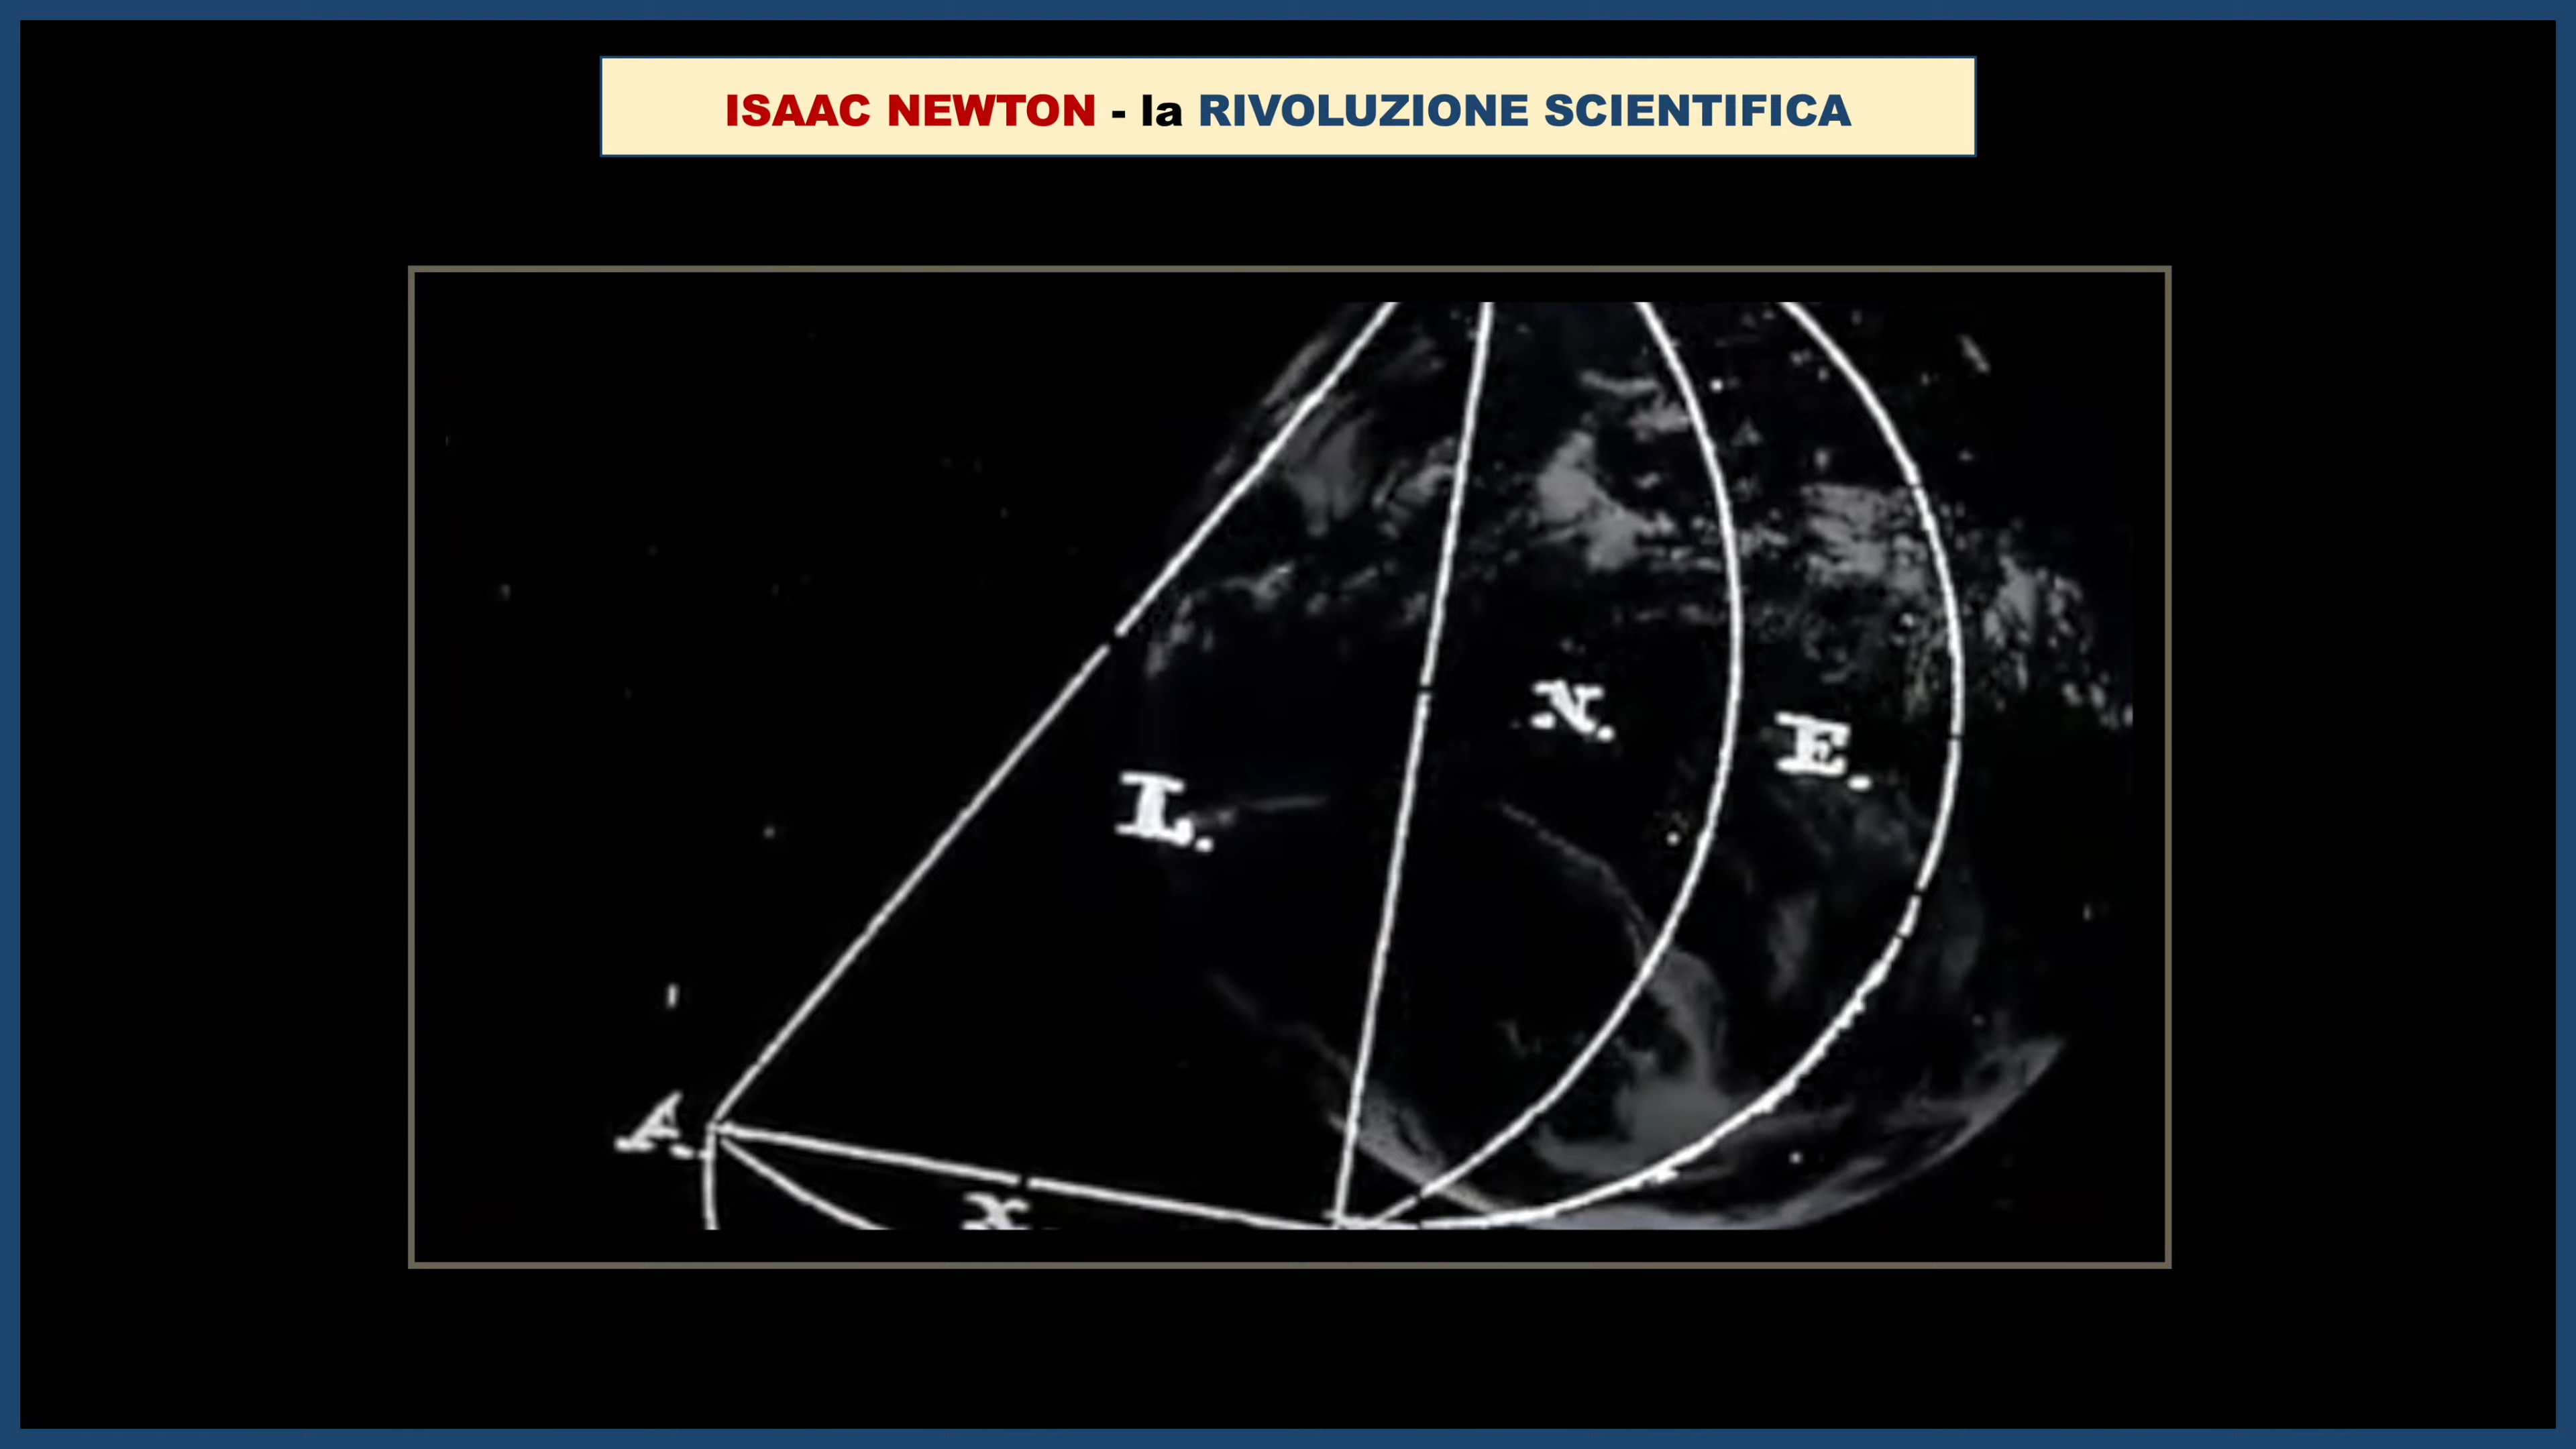 ISAAC NEWTON - la RIVOLUZIONE SCIENTIFICA
N.
E.
L.
A.
x